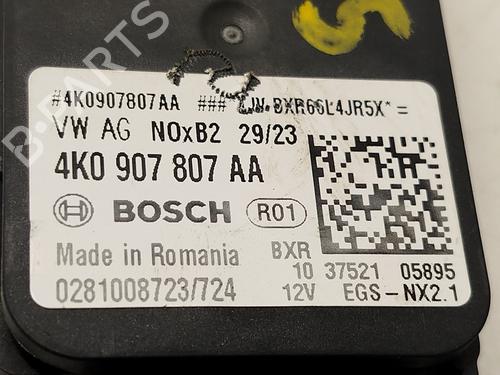 #4K0907807AA ### BXR66L4JR5X* =
VW AG NOxB2 29/23
4K0 907 807 AA
BOSCH R01
Made in Romania BXR
10 37521 05895
0281008723/724 12V EGS-NX2.1
B-PARTS